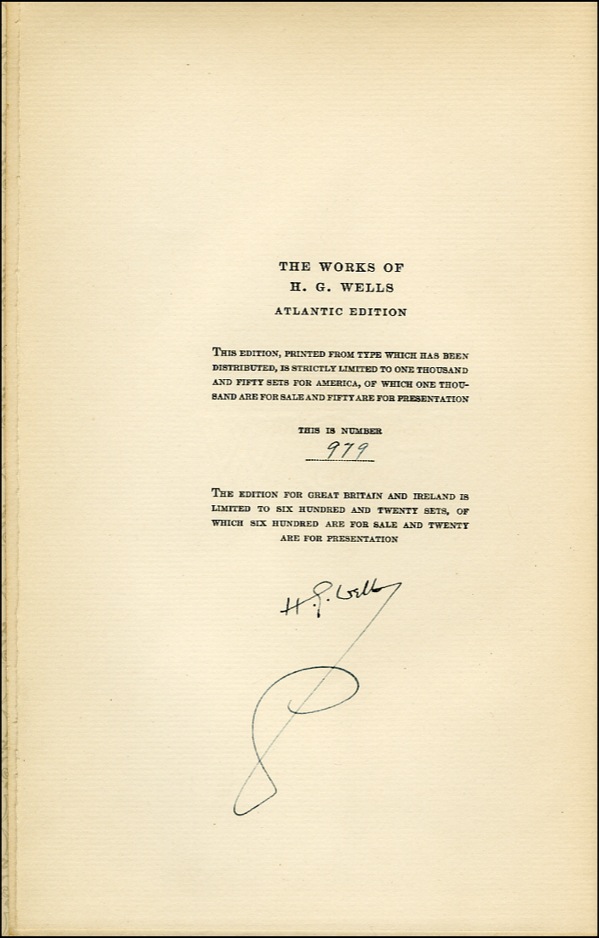 THE WORKS OF
H. G. WELLS
ATLANTIC EDITION
THIS EDITION, PRINTED FROM TYPE WHICH HAS BEEN
DISTRIBUTED, IS STRICTLY LIMITED TO ONE THOUSAND
AND FIFTY SETS FOR AMERICA, OF WHICH ONE THOU-
SAND ARE FOR SALE AND FIFTY ARE FOR PRESENTATION
THIS IS NUMBER
979
THE EDITION FOR GREAT BRITAIN AND IRELAND IS
LIMITED TO SIX HUNDRED AND TWENTY SETS, OF
WHICH SIX HUNDRED ARE FOR SALE AND TWENTY
ARE FOR PRESENTATION
H. G. Wells